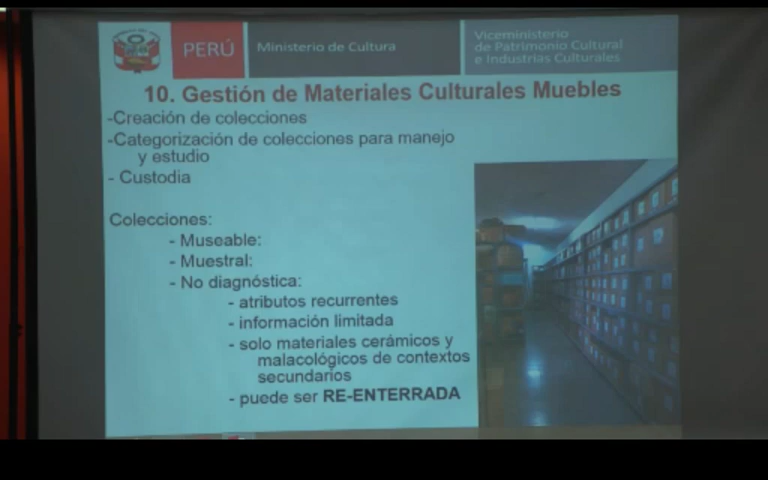 PERÚ
Ministerio de Cultura
Viceministerio
de Patrimonio Cultural
e Industrias Culturales
10. Gestión de Materiales Culturales Muebles
-Creación de colecciones
-Categorización de colecciones para manejo
y estudio
- Custodia
Colecciones:
- Museable:
- Muestral:
- No diagnóstica:
- atributos recurrentes
- información limitada
- solo materiales cerámicos y
malacológicos de contextos
secundarios
- puede ser RE-ENTERRADA